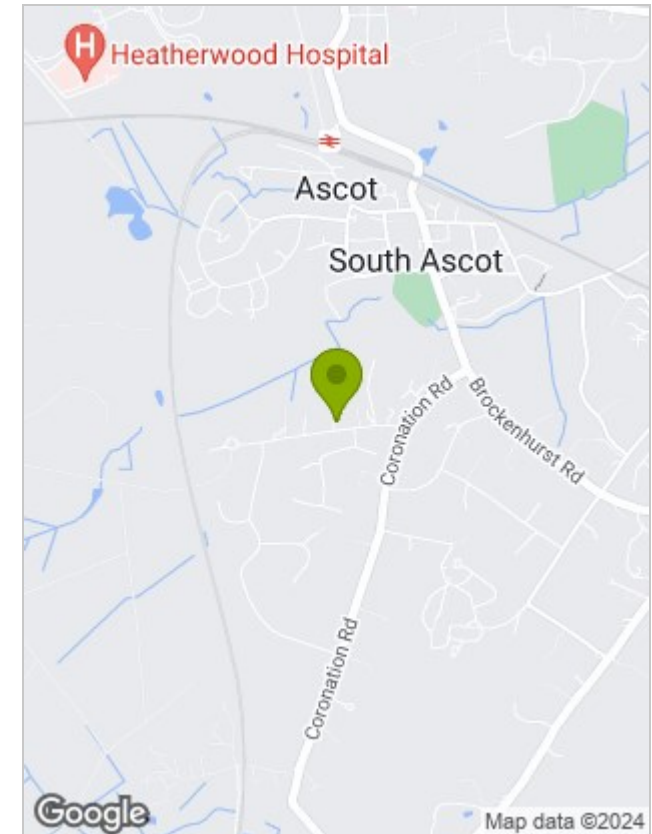 H
Heatherwood Hospital
Ascot
South Ascot
Coronation Rd
Brockenhurst Rd
Coronation Rd
Google
Map data ©2024